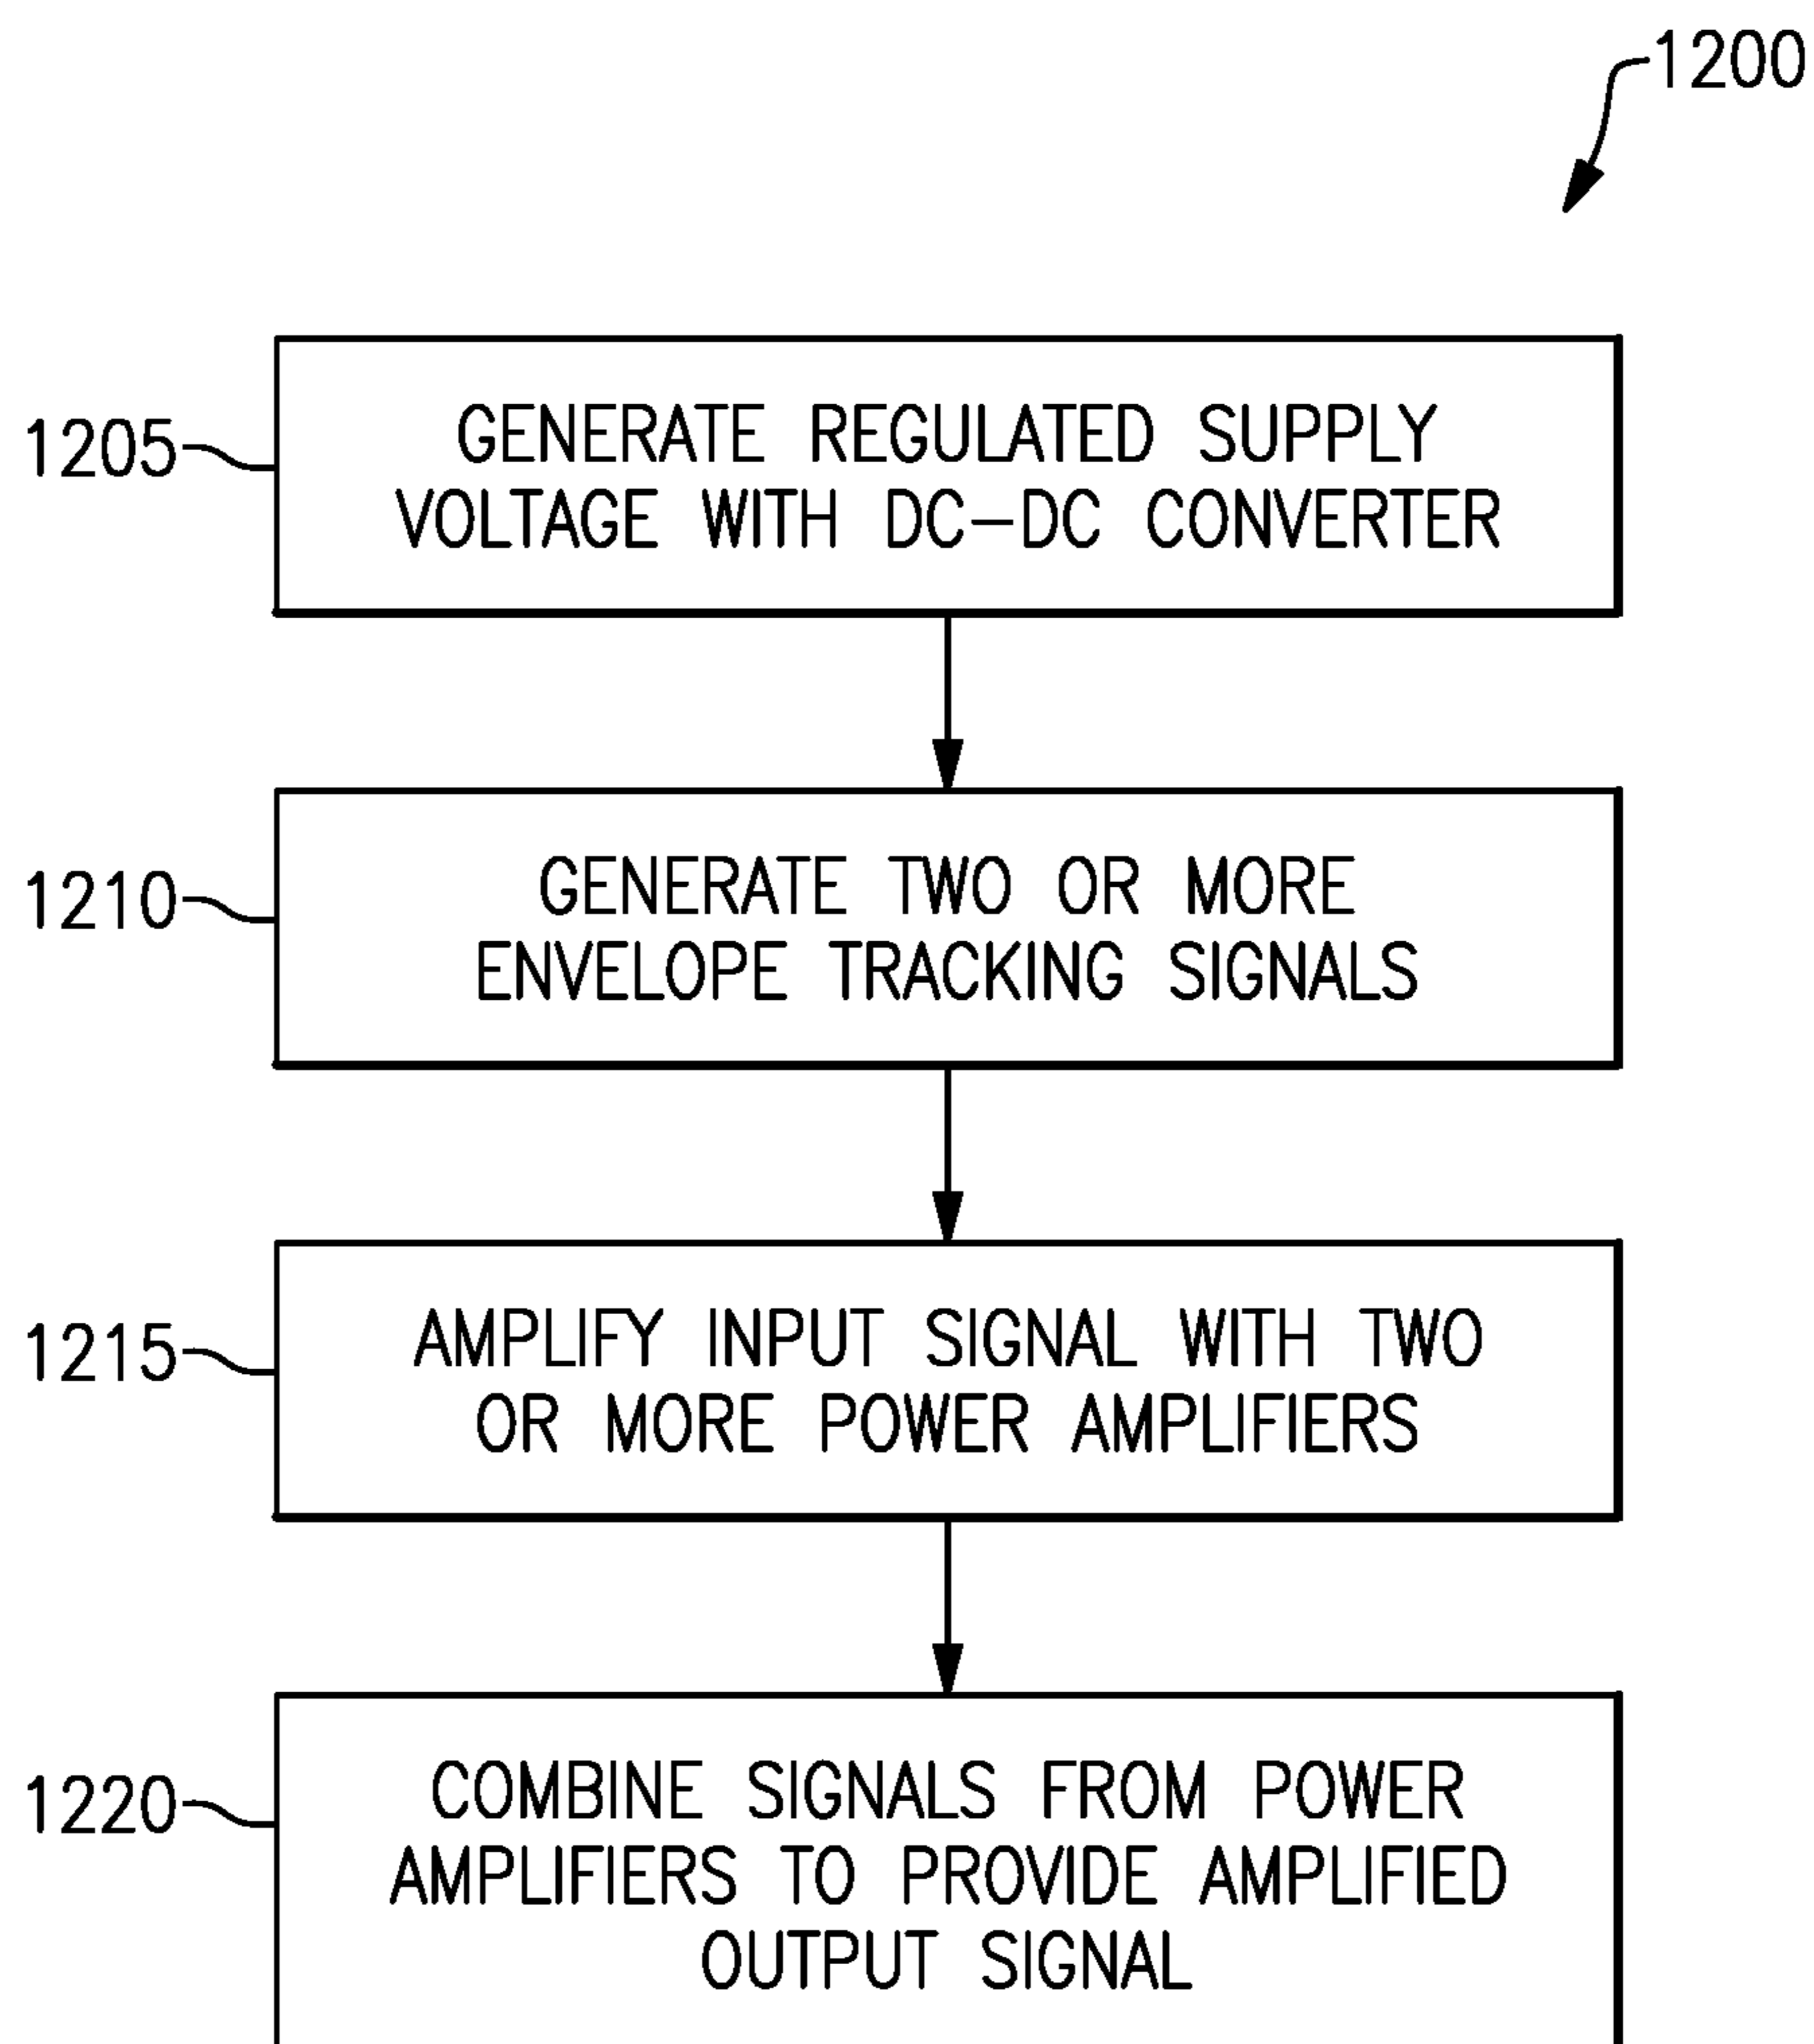 1200
1205
GENERATE REGULATED SUPPLY
VOLTAGE WITH DC-DC CONVERTER
1210
GENERATE TWO OR MORE
ENVELOPE TRACKING SIGNALS
1215
AMPLIFY INPUT SIGNAL WITH TWO
OR MORE POWER AMPLIFIERS
1220
COMBINE SIGNALS FROM POWER
AMPLIFIERS TO PROVIDE AMPLIFIED
OUTPUT SIGNAL